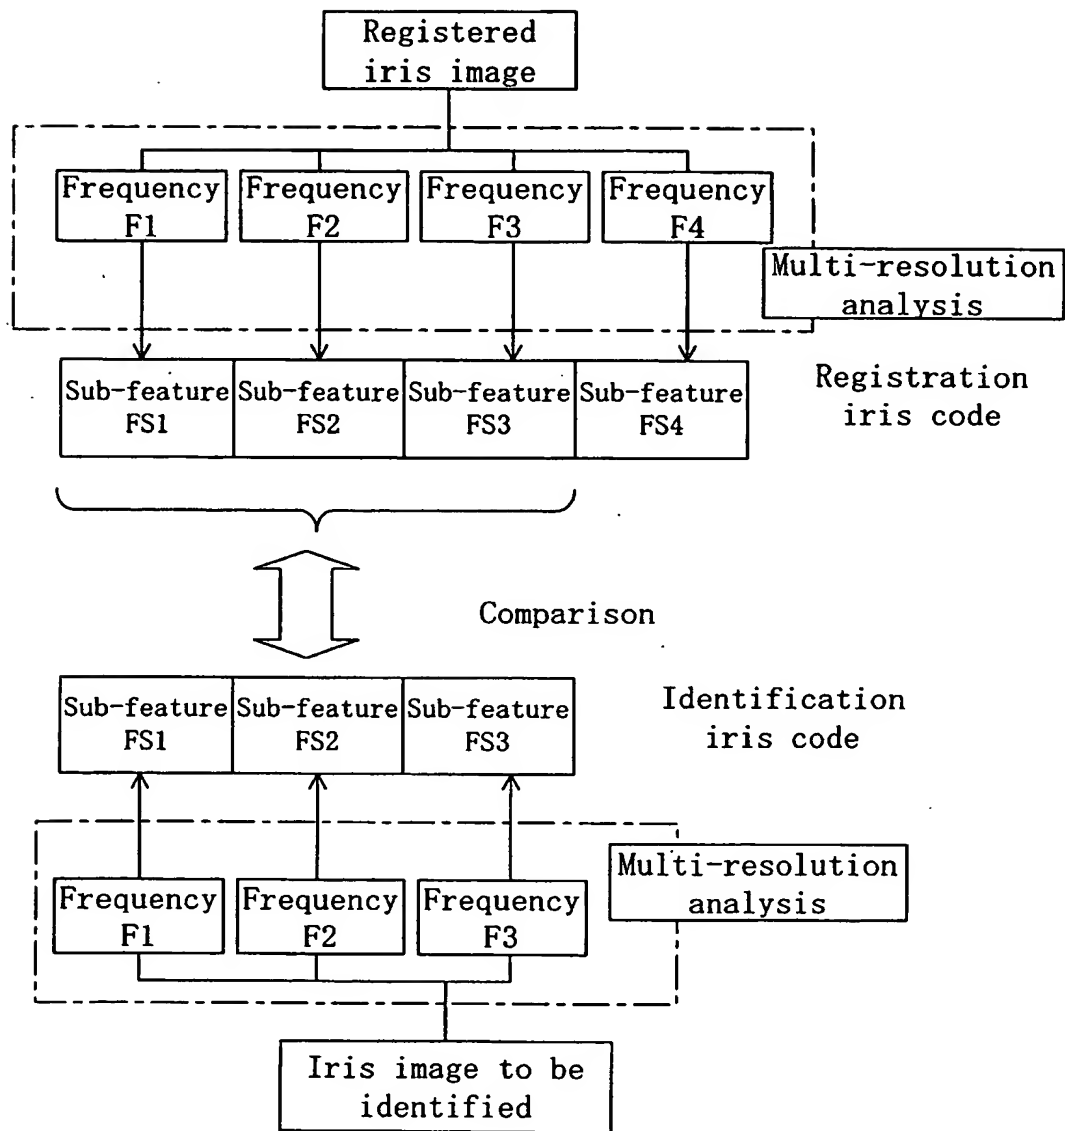 Registered
iris image
Frequency
F1
Frequency
F2
Frequency
F3
Frequency
F4
Multi-resolution
analysis
Sub-feature
FS1
Sub-feature
FS2
Sub-feature
FS3
Sub-feature
FS4
Registration
iris code
Comparison
Sub-feature
FS1
Sub-feature
FS2
Sub-feature
FS3
Identification
iris code
Frequency
F1
Frequency
F2
Frequency
F3
Multi-resolution
analysis
Iris image to be
identified